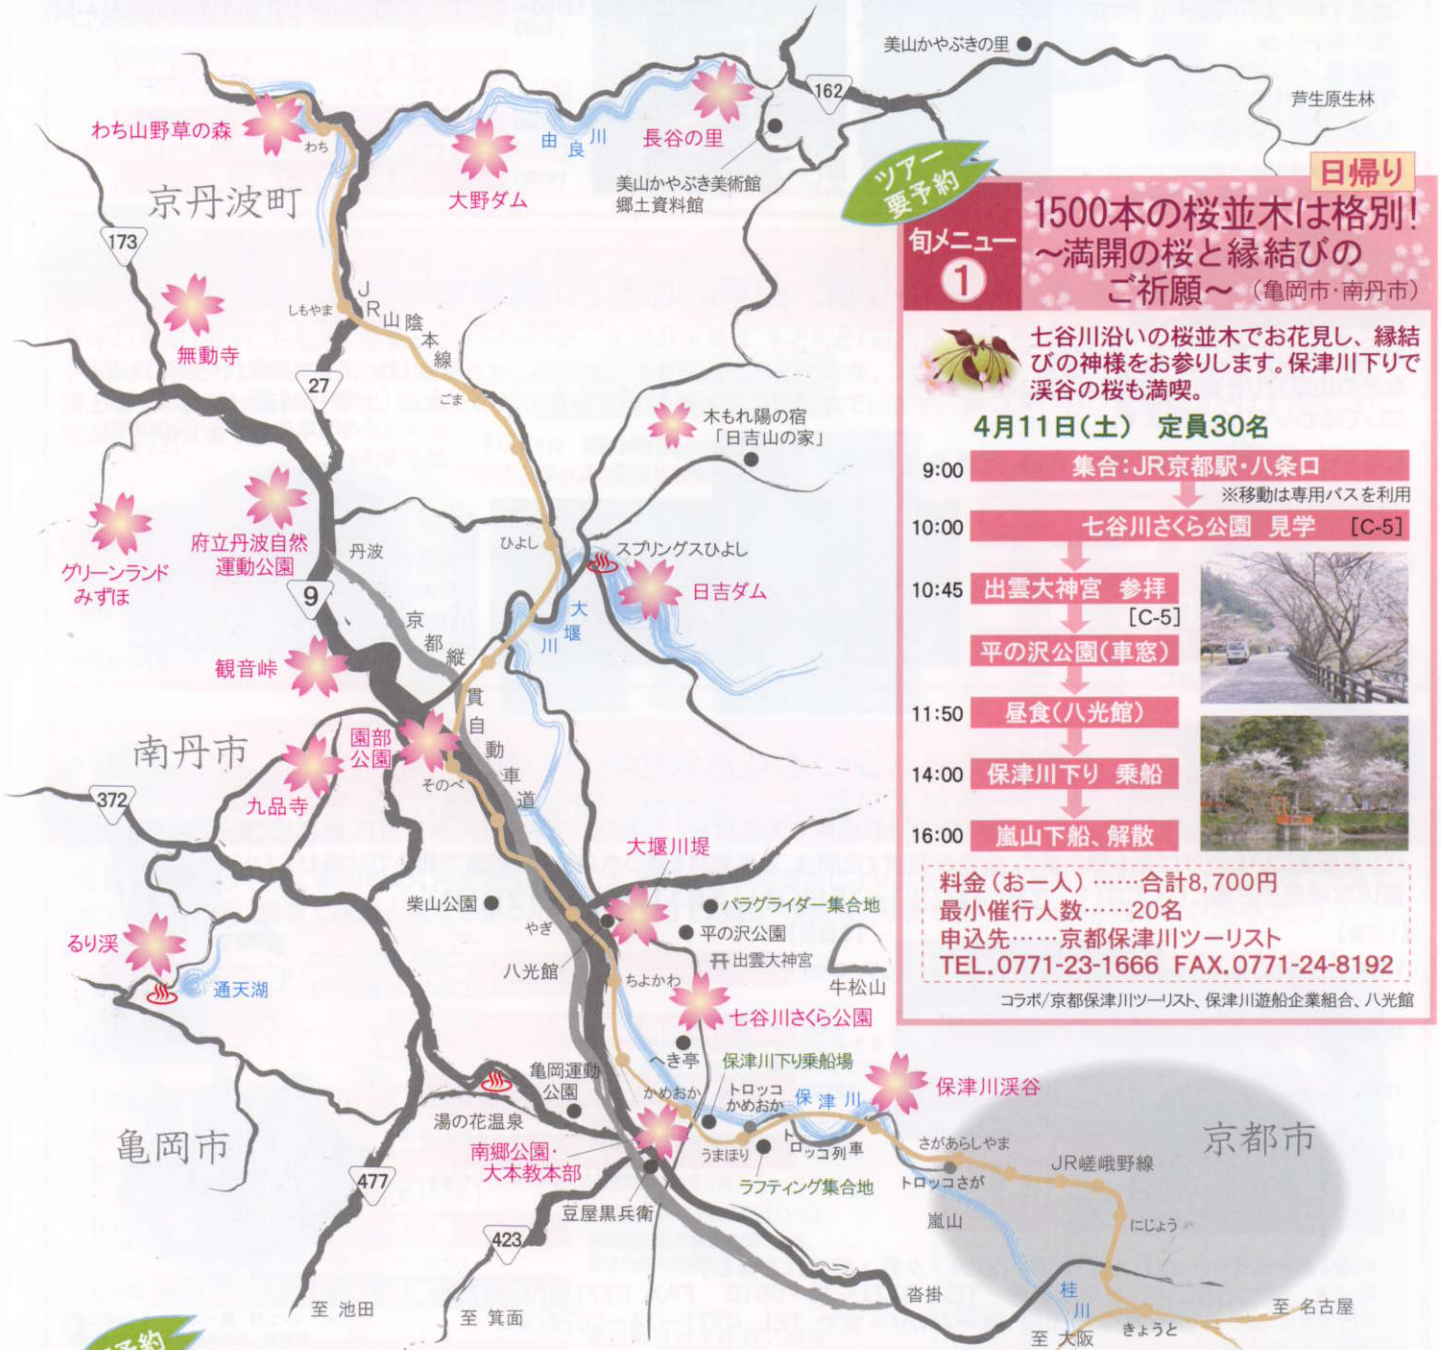 美山かやぶきの里
芦生原生林
162
わち山野草の森
わち
長谷の里
由良川
大野ダム
美山かやぶき美術館
郷土資料館
京丹波町
173
無動寺
しもやま
JR山陰本線
27
ごま
木もれ陽の宿
「日吉山の家」
府立丹波自然
運動公園
グリーンランド
みずほ
丹波
ひよし
スプリングスひよし
日吉ダム
9
京都縦貫自動車道
大堰川
観音峠
南丹市
園部
公園
そのべ
九品寺
372
大堰川堤
柴山公園
やぎ
パラグライダー集合地
平の沢公園
八光館
出雲大神宮
牛松山
ちよかわ
るり渓
通天湖
七谷川さくら公園
へき亭
亀岡運動
公園
保津川下り乗船場
かめおか
トロッコ
かめおか
保津川
保津川渓谷
湯の花温泉
亀岡市
南郷公園・
大本教本部
うまほり
トロッコ列車
さがあらしやま
京都市
JR嵯峨野線
トロッコさが
ラフティング集合地
477
豆屋黒兵衛
嵐山
にじょう
423
沓掛
桂川
至 池田
至 箕面
至 大阪
きょうと
至 名古屋
予約
ツアー
要予約
日帰り
旬メニュー
1
1500本の桜並木は格別!
~満開の桜と縁結びの
ご祈願~ (亀岡市・南丹市)
七谷川沿いの桜並木でお花見し、縁結
びの神様をお参りします。保津川下りで
渓谷の桜も満喫。
4月11日(土) 定員30名
9:00 集合:JR京都駅・八条口
※移動は専用バスを利用
10:00 七谷川さくら公園 見学 [C-5]
10:45 出雲大神宮 参拝
[C-5]
平の沢公園(車窓)
11:50 昼食(八光館)
14:00 保津川下り 乗船
16:00 嵐山下船、解散
料金(お一人)……合計8,700円
最小催行人数……20名
申込先……京都保津川ツーリスト
TEL.0771-23-1666 FAX.0771-24-8192
コラボ/京都保津川ツーリスト、保津川遊船企業組合、八光館